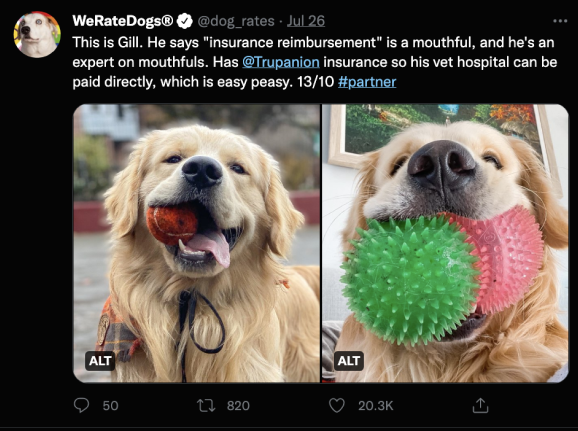 WeRateDogs® @dog_rates · Jul 26
This is Gill. He says "insurance reimbursement" is a mouthful, and he's an
expert on mouthfuls. Has @Trupanion insurance so his vet hospital can be
paid directly, which is easy peasy. 13/10 #partner
ALT
ALT
50 820 20.3K